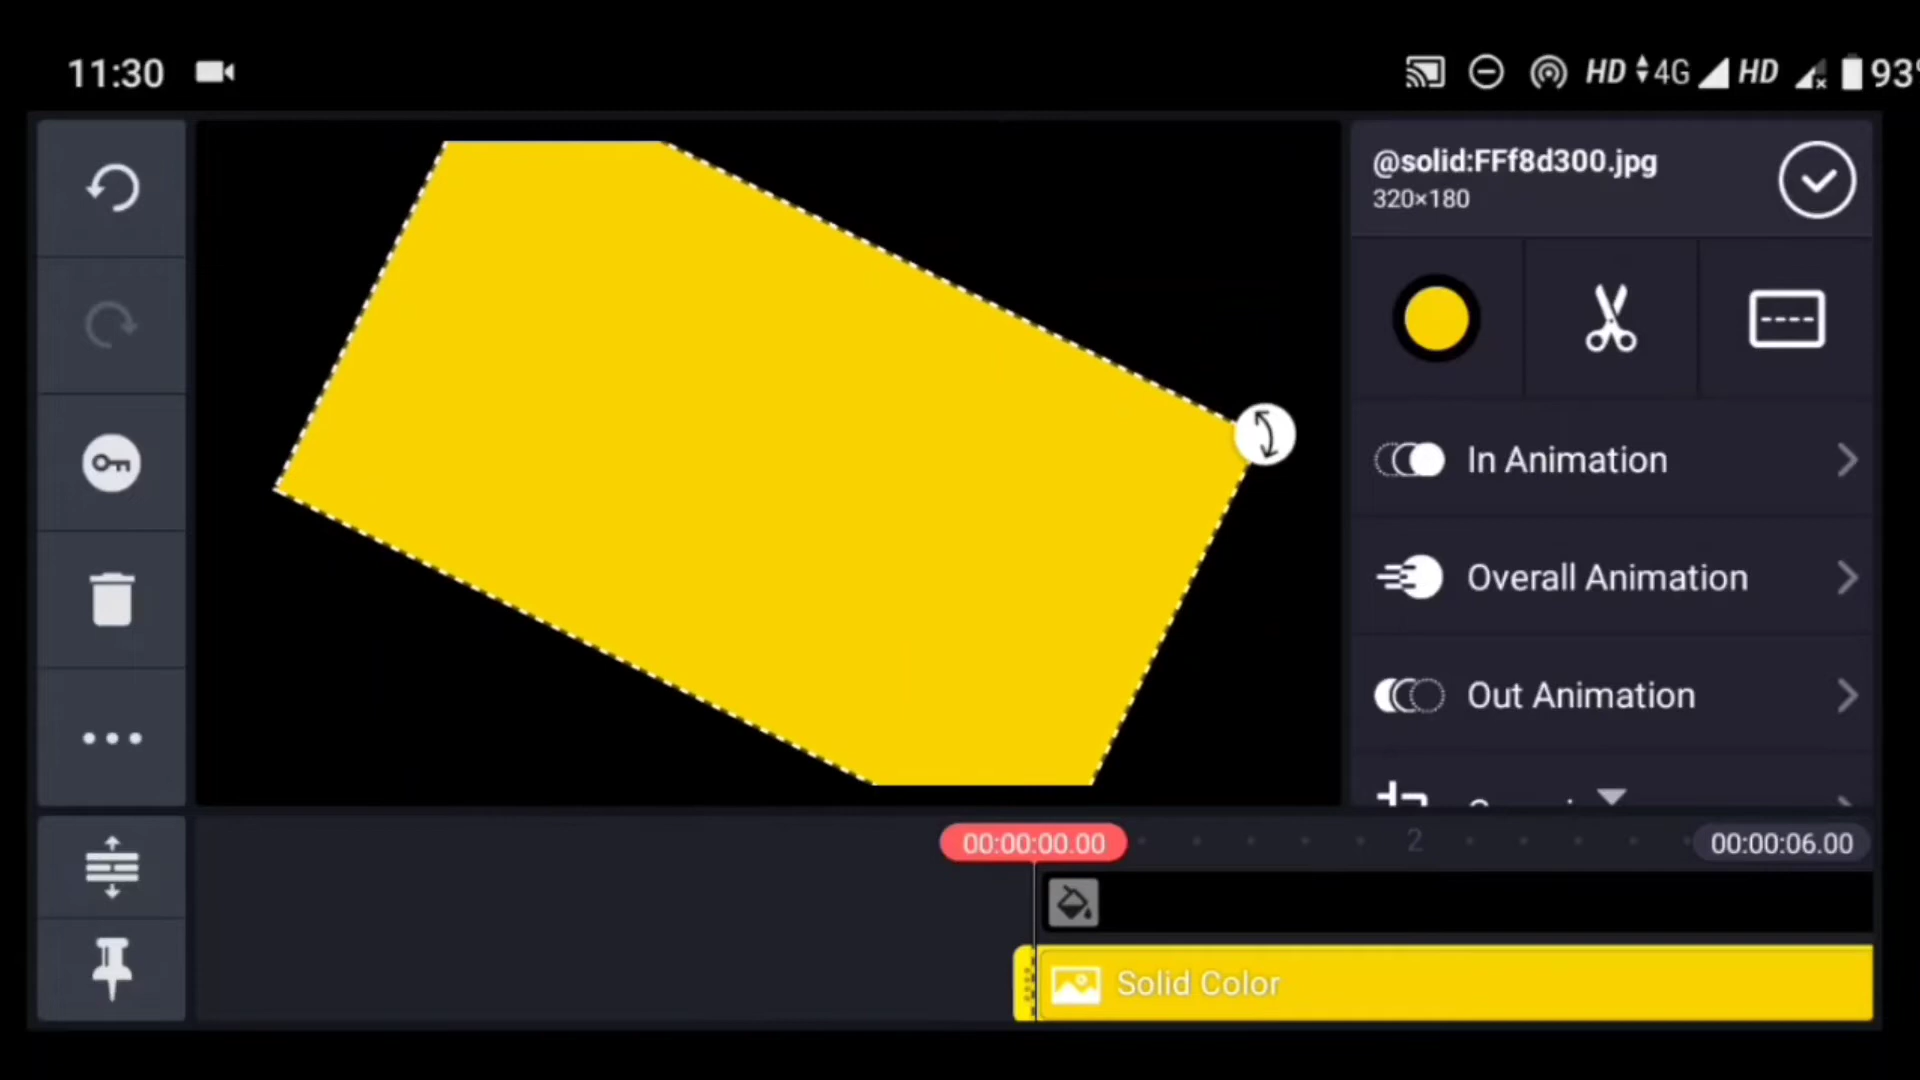 11:30
HD 4G HD 93
@solid:FFf8d300.jpg
320×180
In Animation
Overall Animation
Out Animation
00:00:00.00
2
00:00:06.00
Solid Color